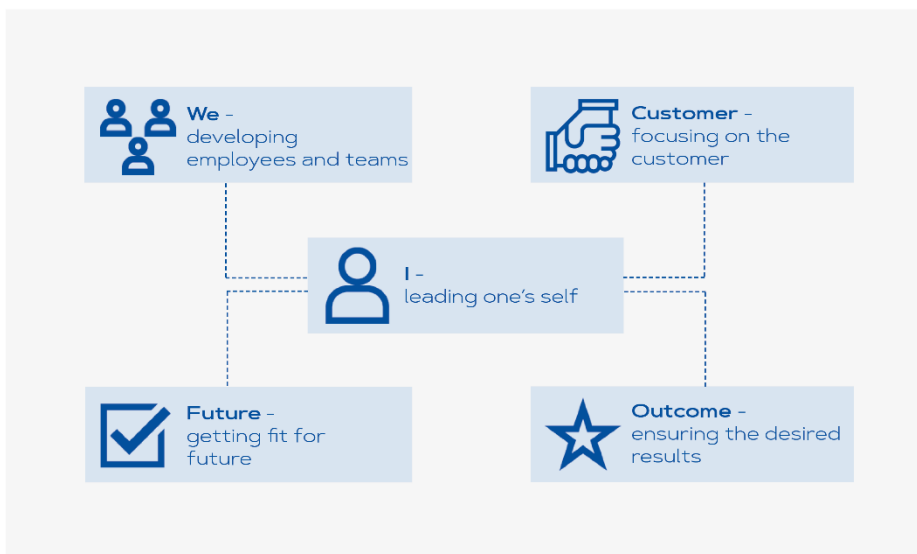 We -
developing
employees and teams
Customer -
focusing on the
customer
I -
leading one's self
Future -
getting fit for
future
Outcome -
ensuring the desired
results